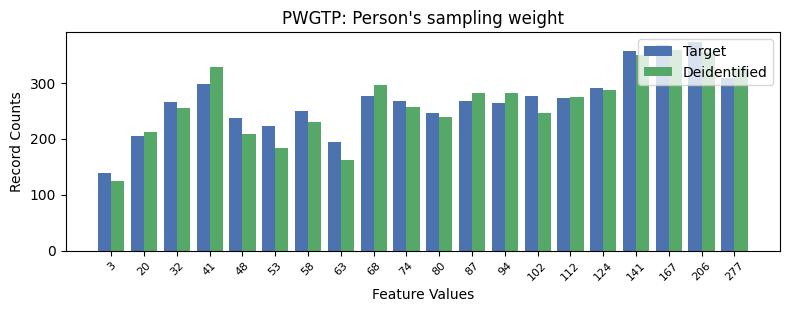 PWGTP: Person's sampling weight
Target
Deidentified
Record Counts
300
200
100
0
3 20 32 41 48 53 58 63 68 74 80 87 94 102 112 124 141 167 206 277
Feature Values